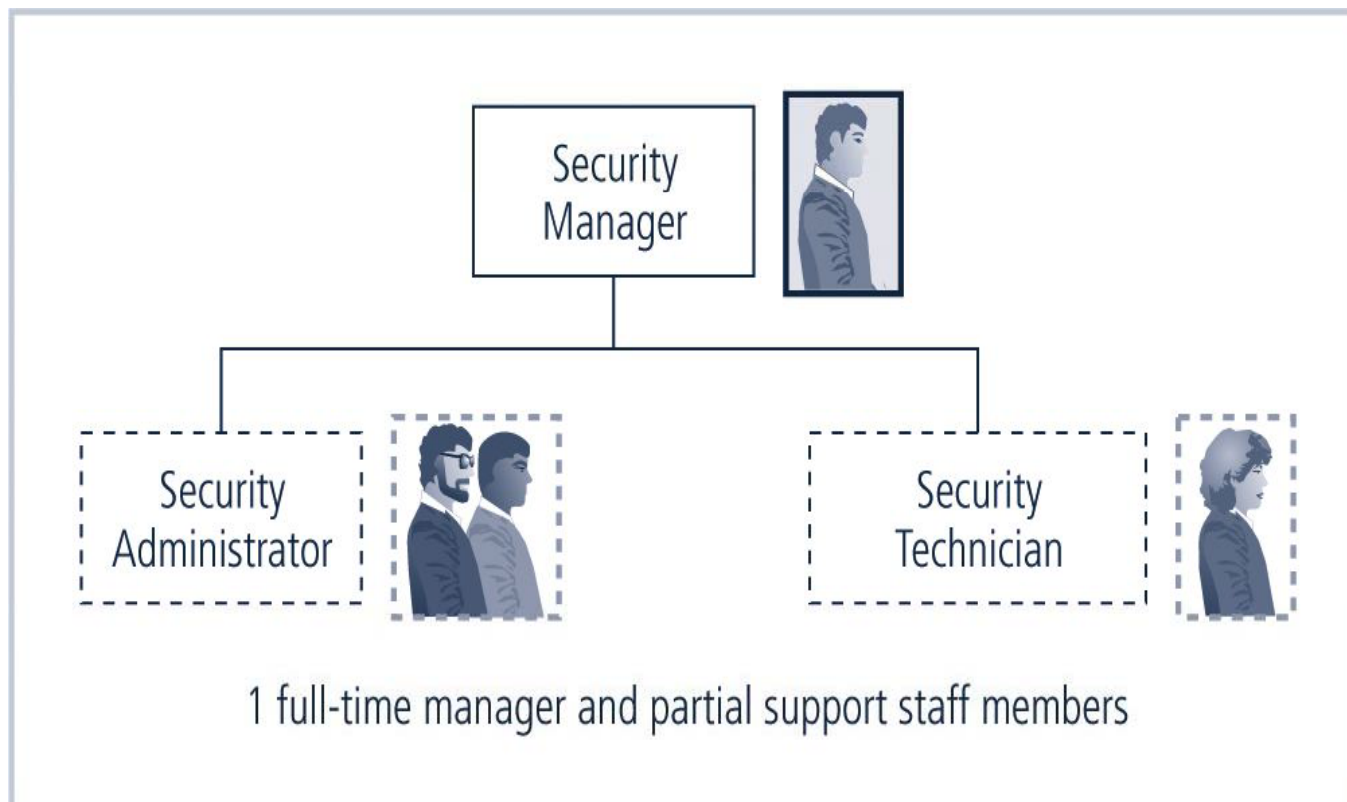 Security
Manager
Security
Administrator
Security
Technician
1 full-time manager and partial support staff members